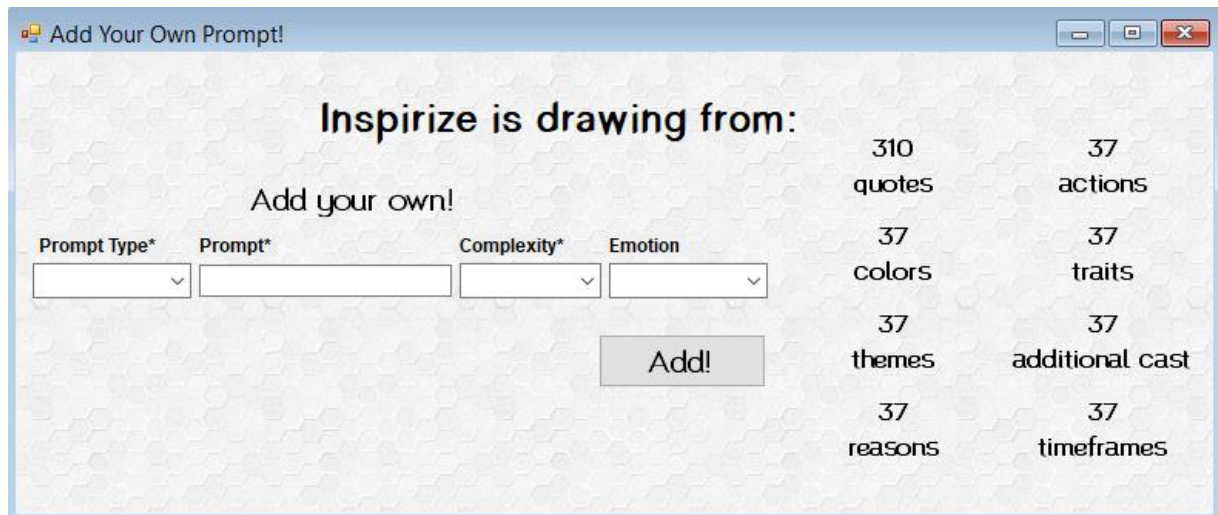 Add Your Own Prompt!
Inspirize is drawing from:
Add your own!
Prompt Type*
Prompt*
Complexity*
Emotion
Add!
310
quotes
37
actions
37
colors
37
traits
37
themes
37
additional cast
37
reasons
37
timeframes